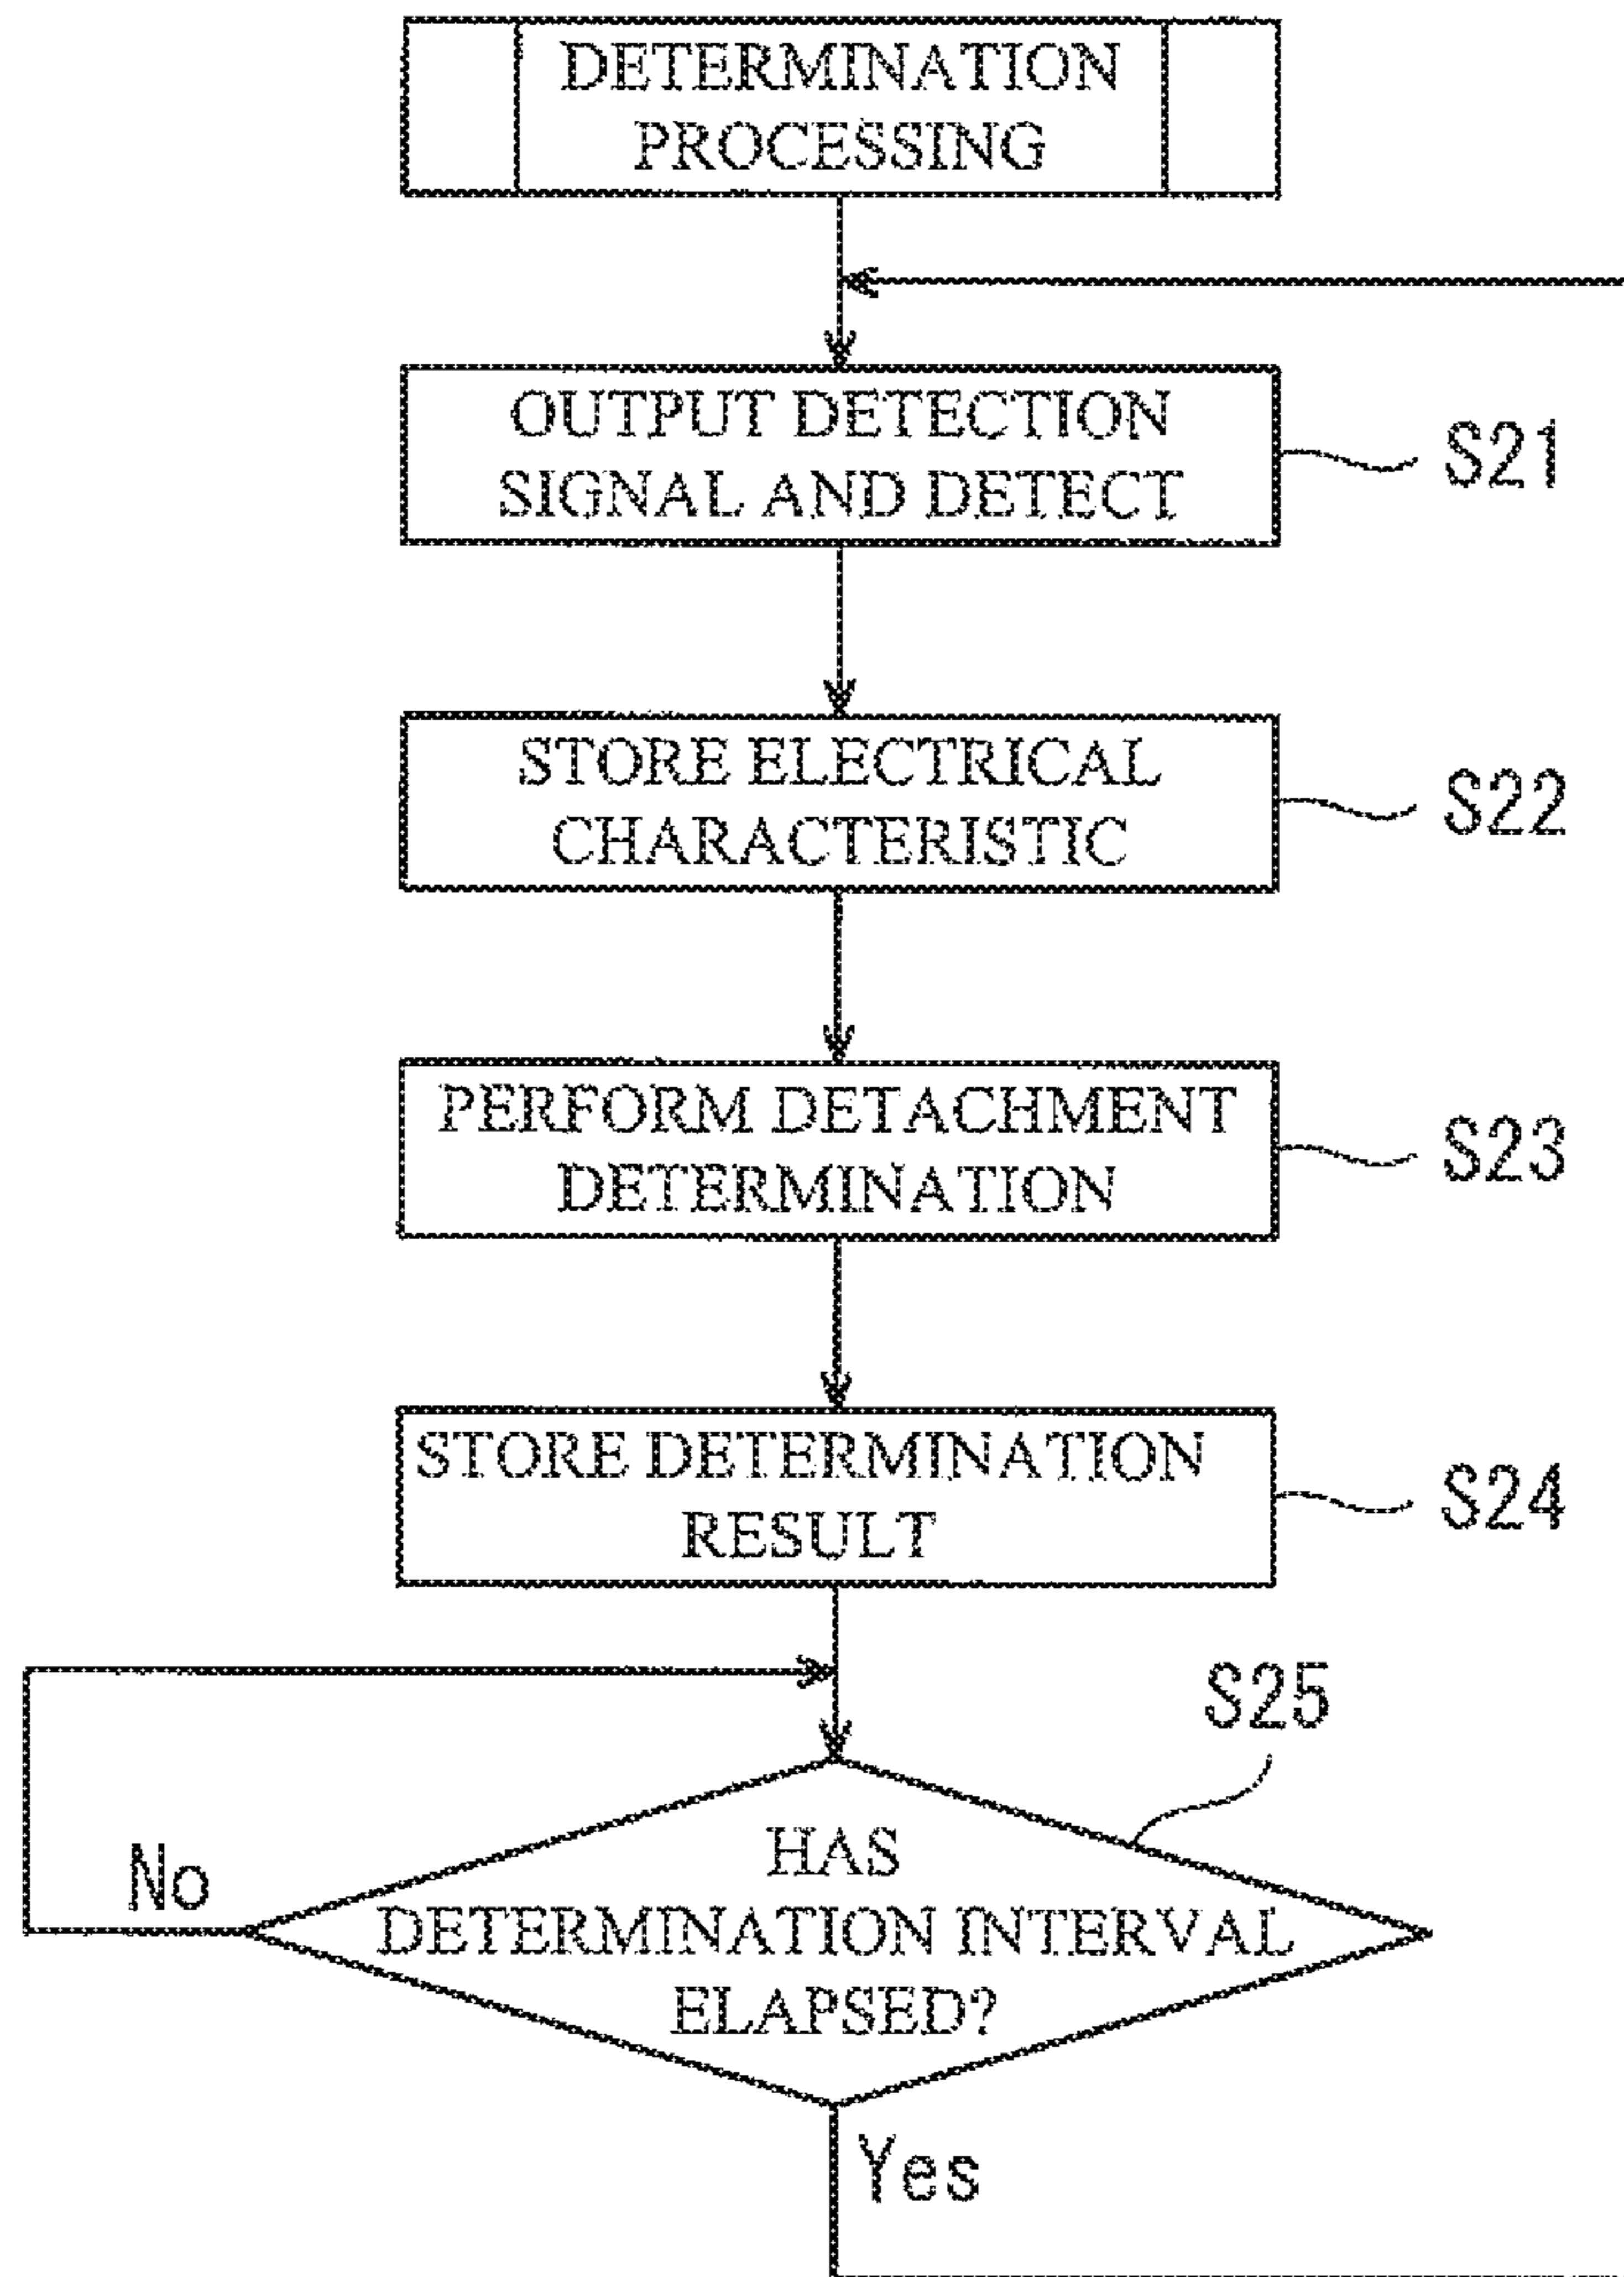 DETERMINATION
PROCESSING
OUTPUT DETECTION
SIGNAL AND DETECT
S21
STORE ELECTRICAL
CHARACTERISTIC
S22
PERFORM DETACHMENT
DETERMINATION
S23
STORE DETERMINATION
RESULT
S24
S25
HAS
DETERMINATION INTERVAL
ELAPSED?
No
Yes